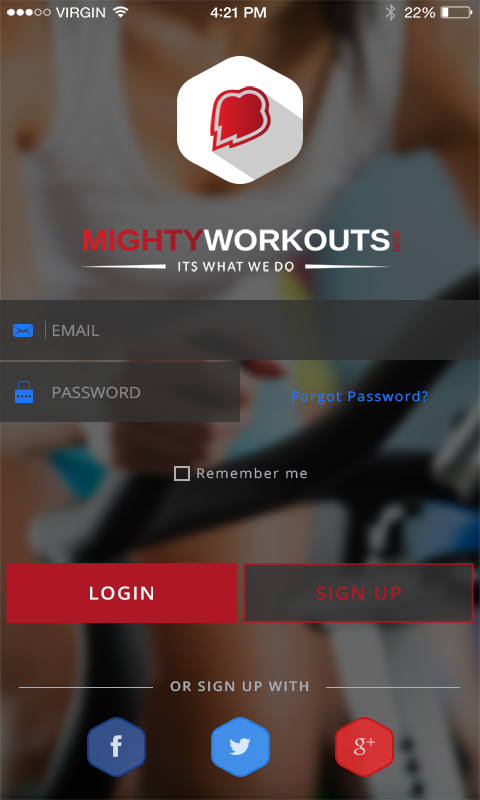 VIRGIN 4:21 PM 22%
MIGHTYWORKOUTS
ITS WHAT WE DO
EMAIL
PASSWORD
Forgot Password?
Remember me
LOGIN SIGN UP
OR SIGN UP WITH
f g+